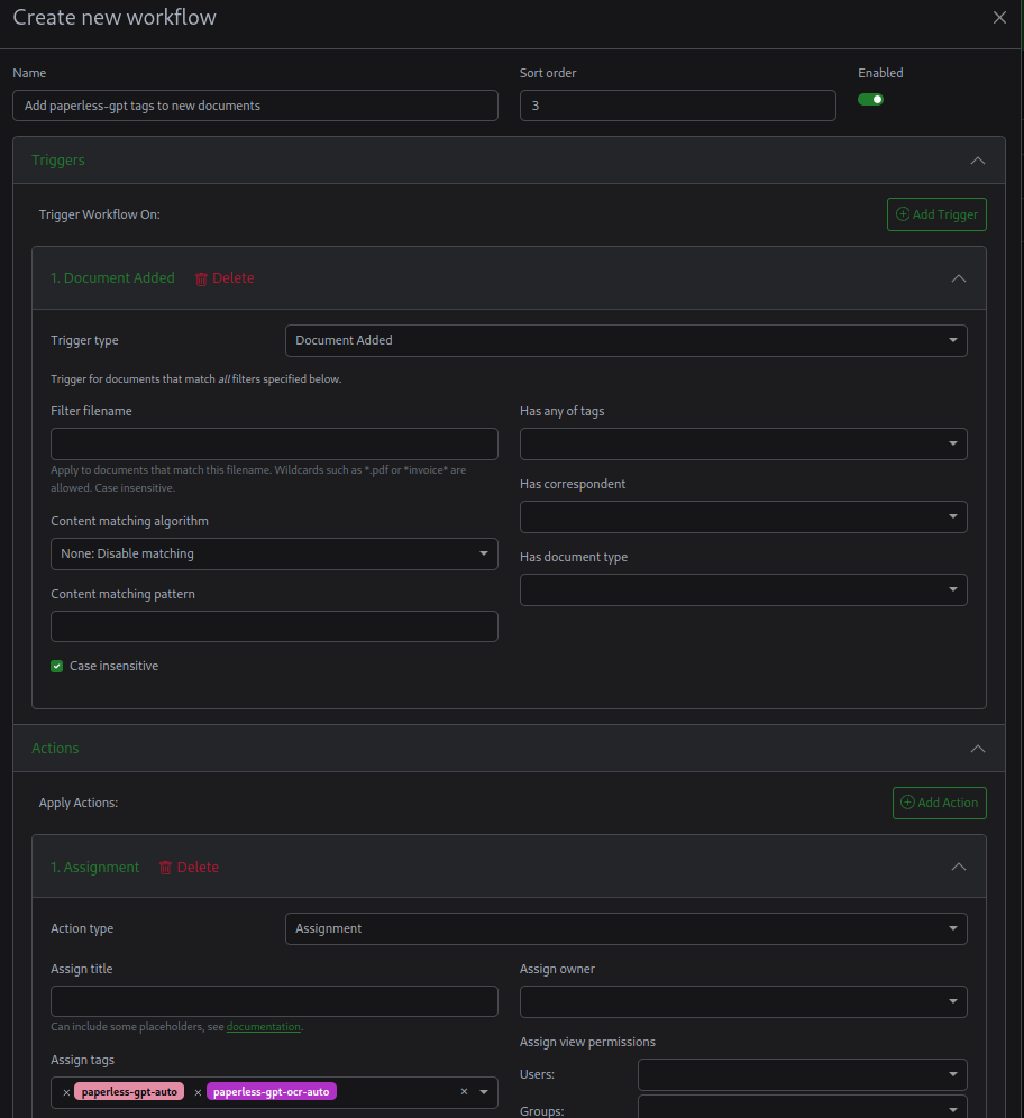 Create new workflow
Name
Sort order
Enabled
Add paperless-gpt tags to new documents
3
Triggers
Trigger Workflow On:
Add Trigger
1. Document Added
Delete
Trigger type
Document Added
Trigger for documents that match all filters specified below.
Filter filename
Apply to documents that match this filename. Wildcards such as *.pdf or *invoice* are
allowed. Case insensitive.
Content matching algorithm
None: Disable matching
Content matching pattern
Case insensitive
Has any of tags
Has correspondent
Has document type
Actions
Apply Actions:
Add Action
1. Assignment
Delete
Action type
Assignment
Assign title
Can include some placeholders, see documentation.
Assign tags
× paperless-gpt-auto × paperless-gpt-ocr-auto ×
Assign owner
Assign view permissions
Users:
Groups: